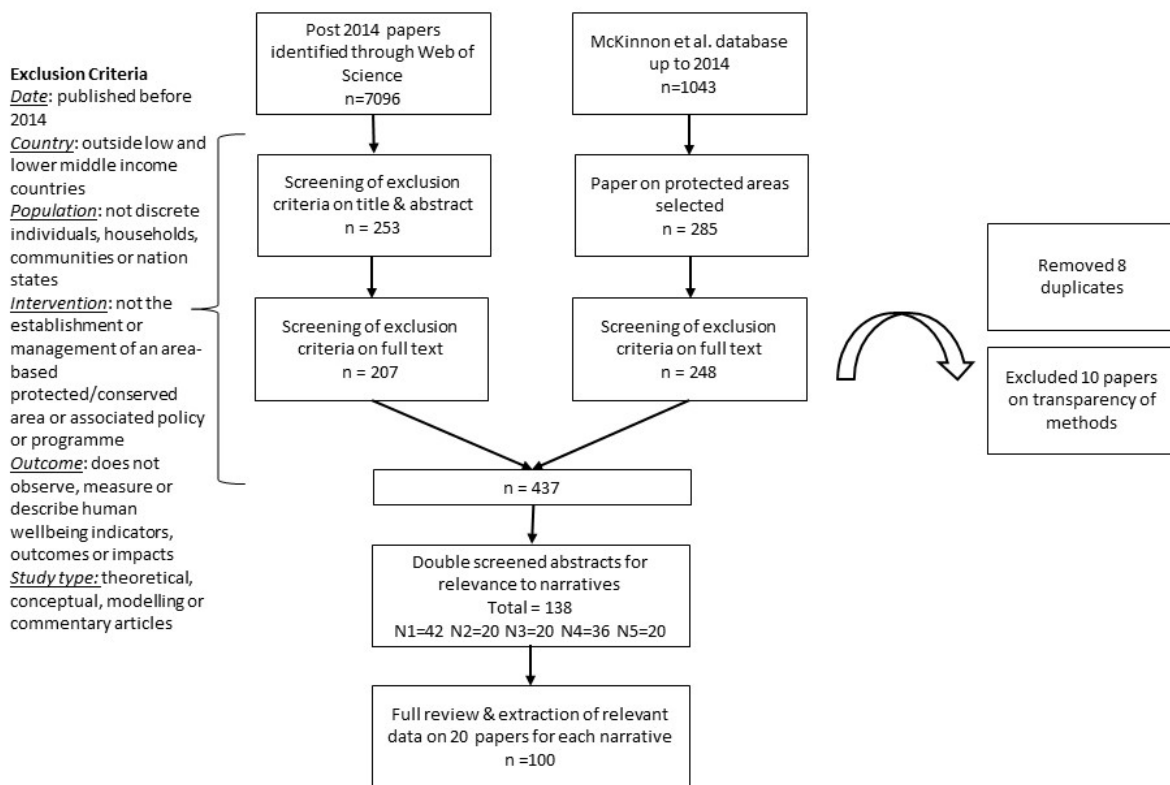 Post 2014 papers
identified through Web of
Science
n=7096
McKinnon et al. database
up to 2014
n=1043
Exclusion Criteria
Date: published before
2014
Country: outside low and
lower middle income
countries
Population: not discrete
individuals, households,
communities or nation
states
Intervention: not the
establishment or
management of an area-
based
protected/conserved
area or associated policy
or programme
Outcome: does not
observe, measure or
describe human
wellbeing indicators,
outcomes or impacts
Study type: theoretical,
conceptual, modelling or
commentary articles
Screening of exclusion
criteria on title & abstract
n = 253
Paper on protected areas
selected
n = 285
Screening of exclusion
criteria on full text
n = 207
Screening of exclusion
criteria on full text
n = 248
Removed 8
duplicates
Excluded 10 papers
on transparency of
methods
n = 437
Double screened abstracts for
relevance to narratives
Total = 138
N1=42 N2=20 N3=20 N4=36 N5=20
Full review & extraction of relevant
data on 20 papers for each narrative
n =100